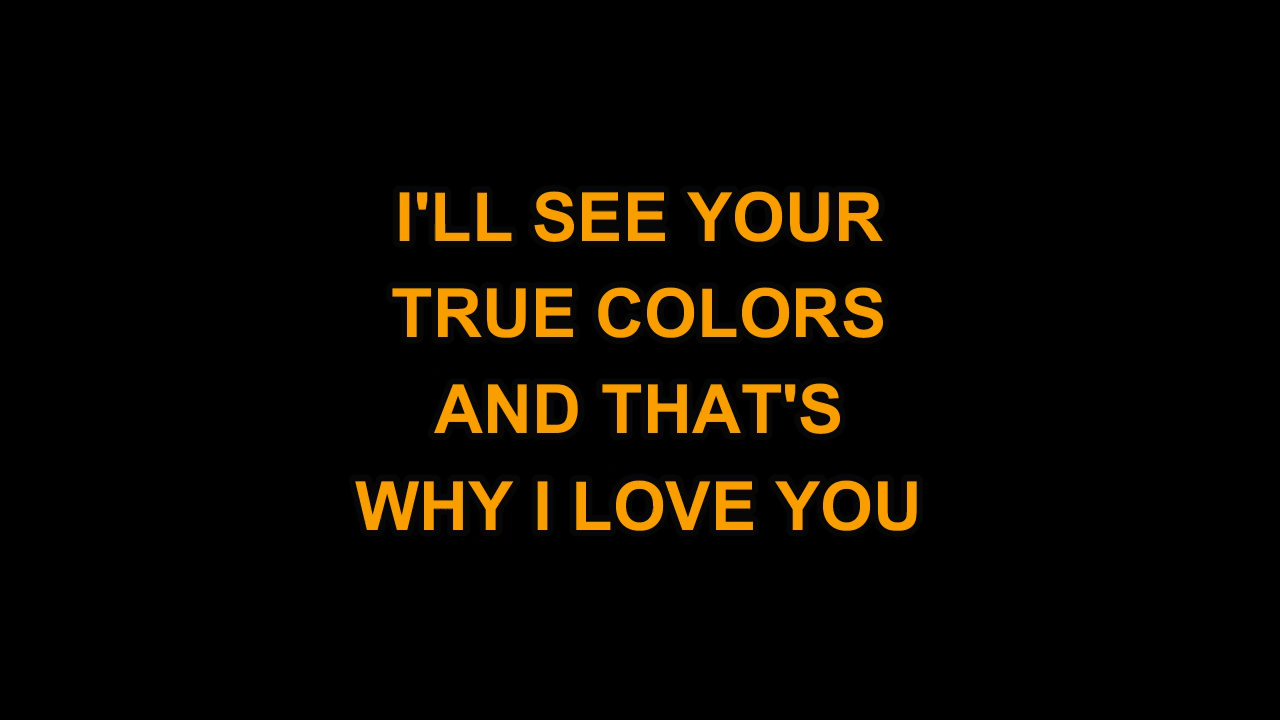 I'LL SEE YOUR
TRUE COLORS
AND THAT'S
WHY I LOVE YOU